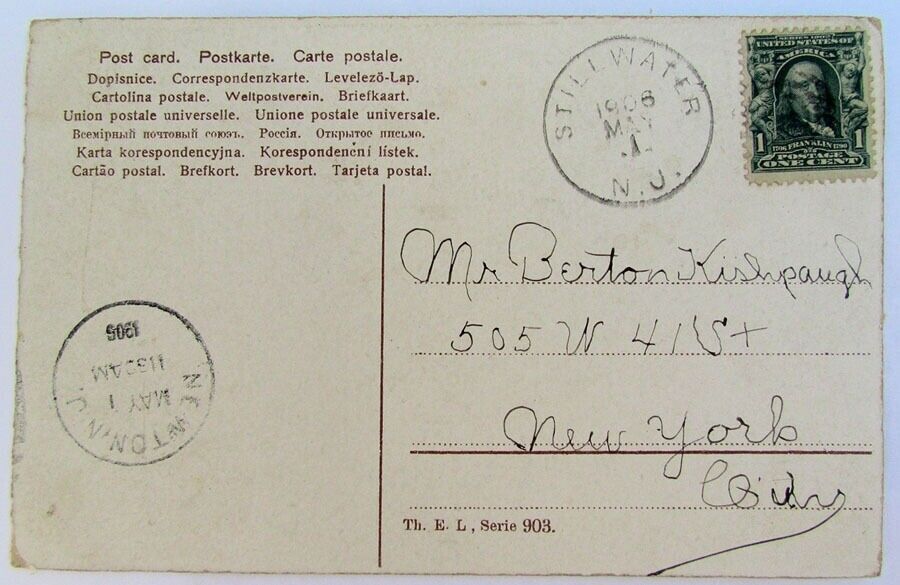 Post card. Postkarte. Carte postale.
Dopisnice. Correspondenzkarte. Levelező-Lap.
Cartolina postale. Weltpostverein. Briefkaart.
Union postale universelle. Unione postale universale.
Всемірный почтовый союзъ. Россія. Открытое письмо.
Karta korespondencyjna. Korespondenční lístek.
Cartão postal. Brefkort. Brevkort. Tarjeta postal.
STILLWATER
1906
MAY
1
N.J.
SERIES 1902
UNITED STATES OF
AMERICA
1 1
1706 FRANKLIN 1790
POSTAGE
ONE CENT
Mr Berton Kishpaugh
505 W 41 St
New York
City
Th. E. L, Serie 903.
NEWTON, N.J.
MAY 1
1130AM
1906